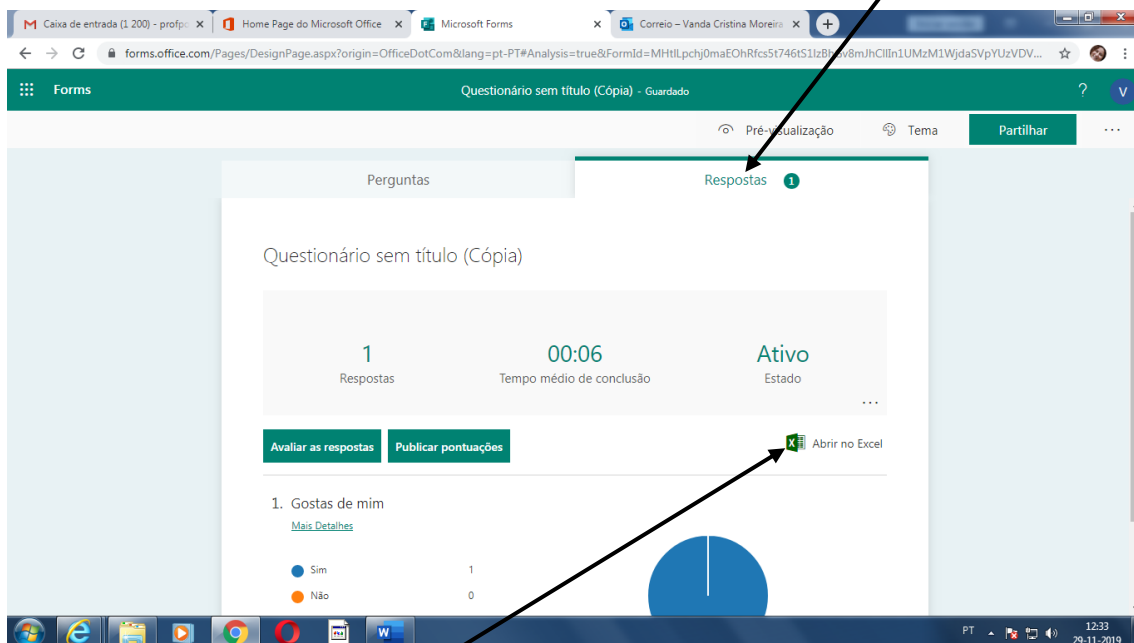 Caixa de entrada (1 200) - profpo
Home Page do Microsoft Office
Microsoft Forms
Correio – Vanda Cristina Moreira
forms.office.com/Pages/DesignPage.aspx?origin=OfficeDotCom&lang=pt-PT#Analysis=true&FormId=
Forms
Questionário sem título (Cópia) - Guardado
?
V
Pré-visualização
Tema
Partilhar
...
Perguntas
Respostas
1
Questionário sem título (Cópia)
1
00:06
Ativo
Respostas
Tempo médio de conclusão
Estado
...
Avaliar as respostas
Publicar pontuações
Abrir no Excel
1. Gostas de mim
Mais Detalhes
Sim 1
Não 0
PT
12:33
29-11-2019